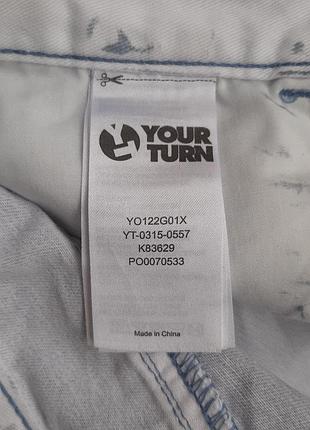 YOUR
TURN
YO122G01X
YT-0315-0557
K83629
PO0070533
Made in China